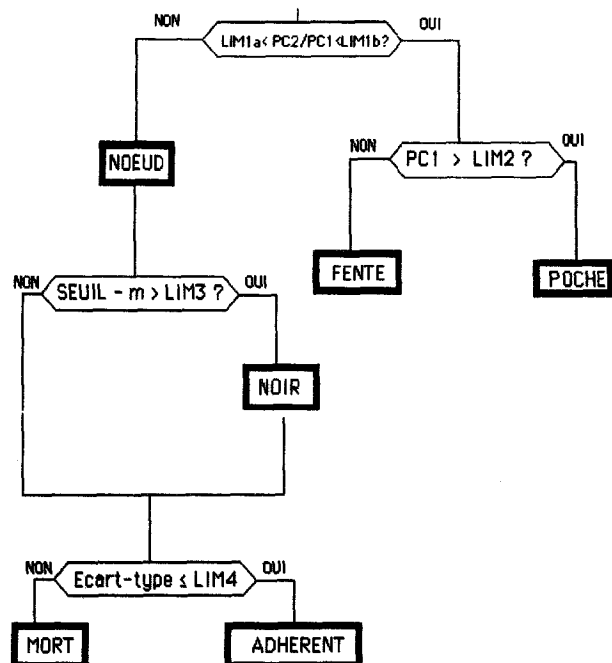 NON
LIM1a< PC2/PC1<LIM1b?
OUI
NOEUD
NON
PC1 > LIM2 ?
OUI
FENTE
POCHE
NON
SEUIL - m > LIM3 ?
OUI
NOIR
NON
Ecart-type ≤ LIM4
OUI
MORT
ADHERENT